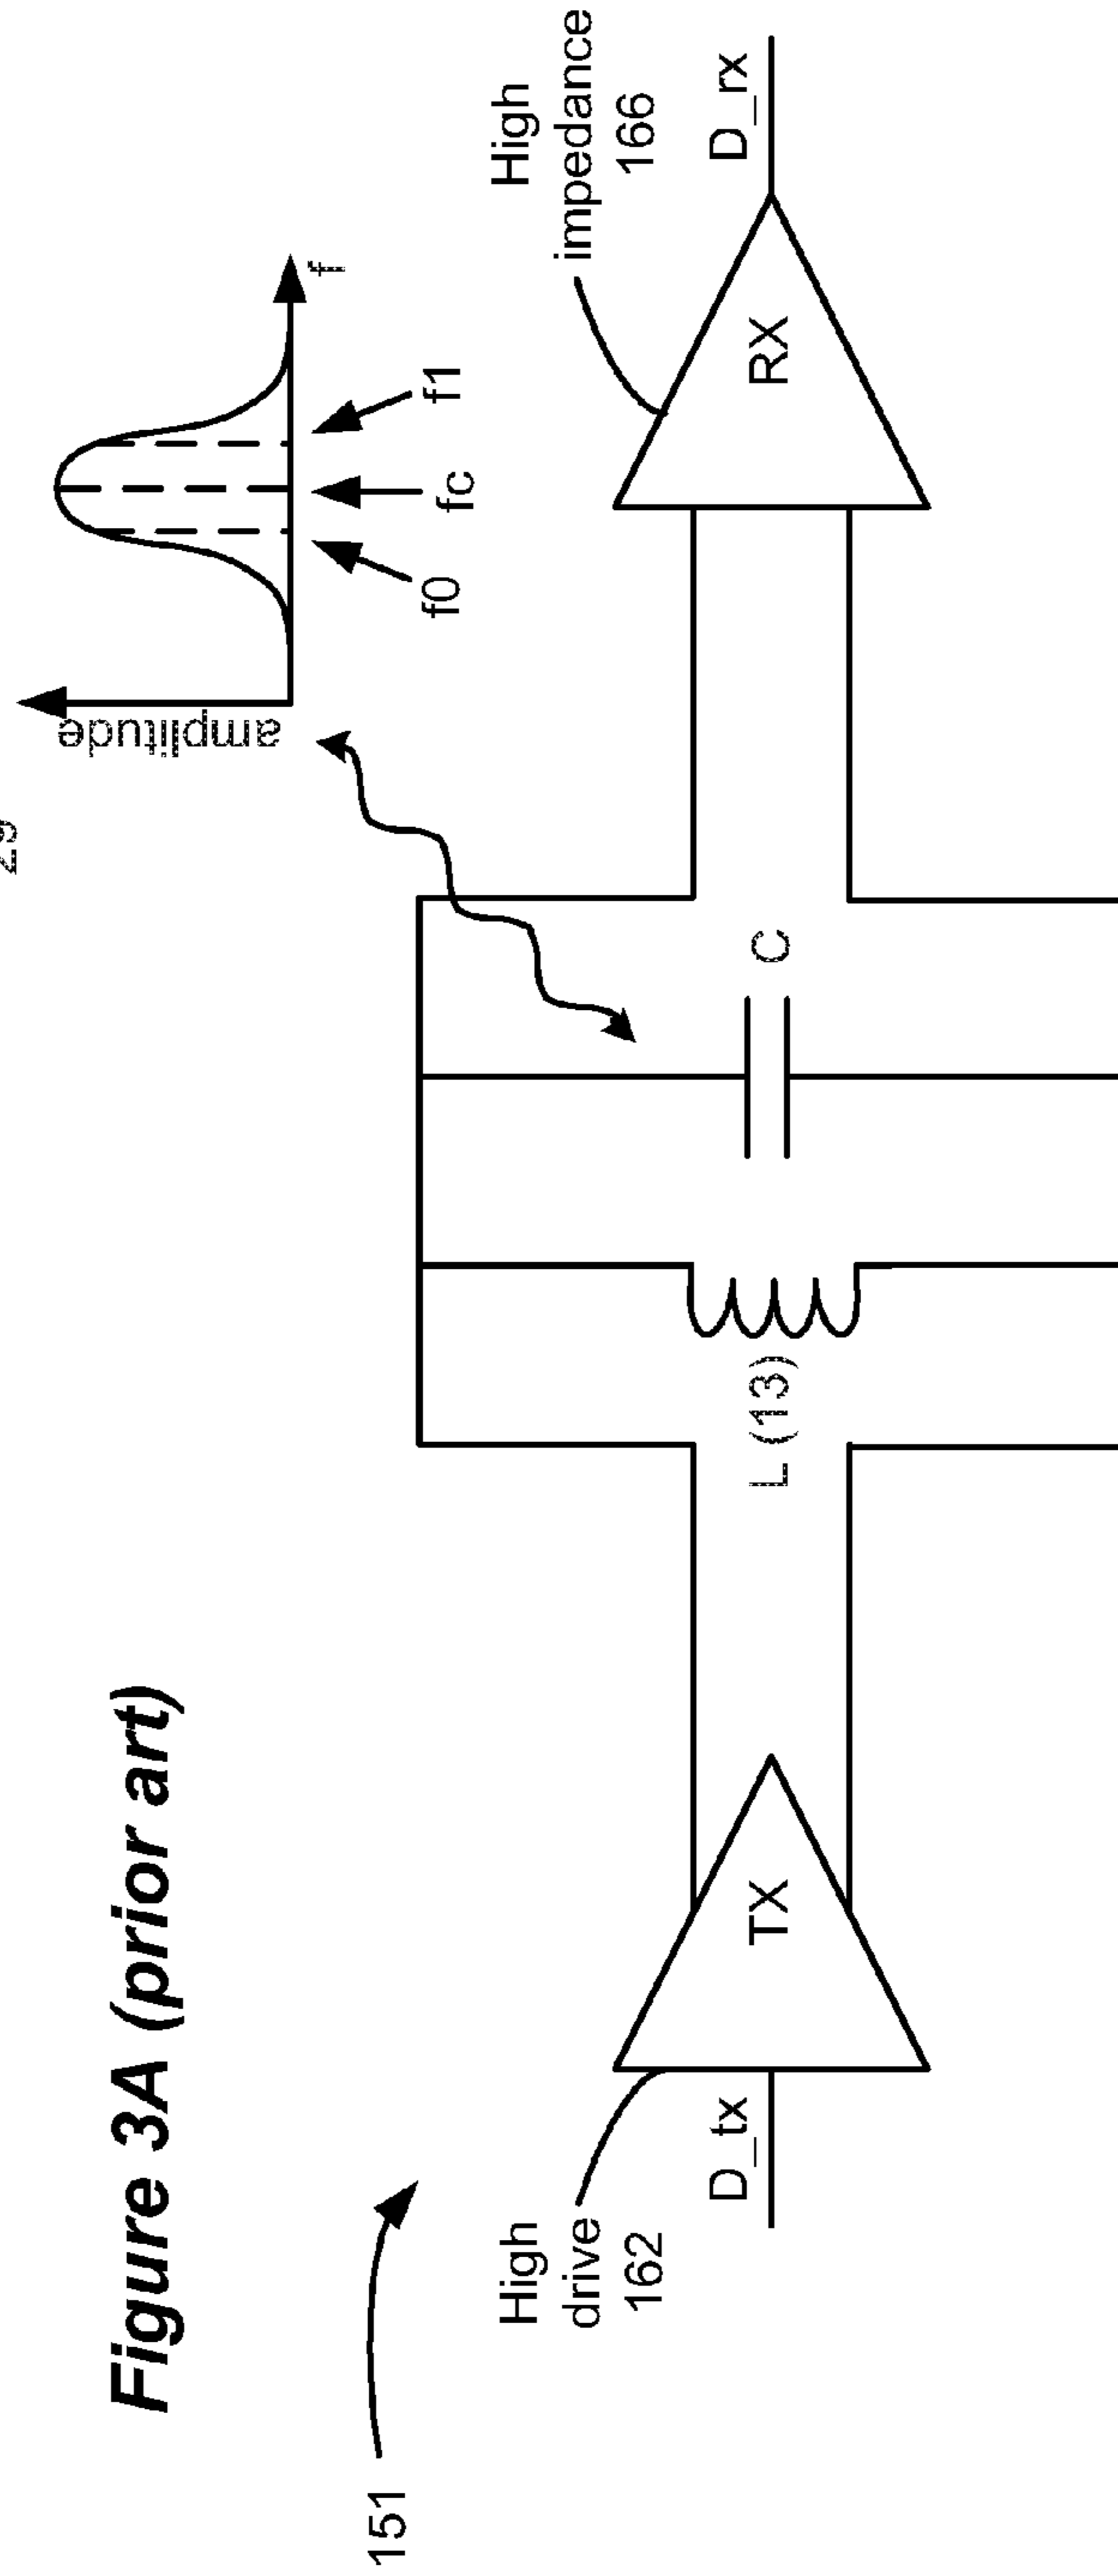 Figure 3A (prior art)
151
amplitude
f
f0
fc
f1
High
drive
162
High
impedance
166
D_tx
TX
L (13)
C
RX
D_rx